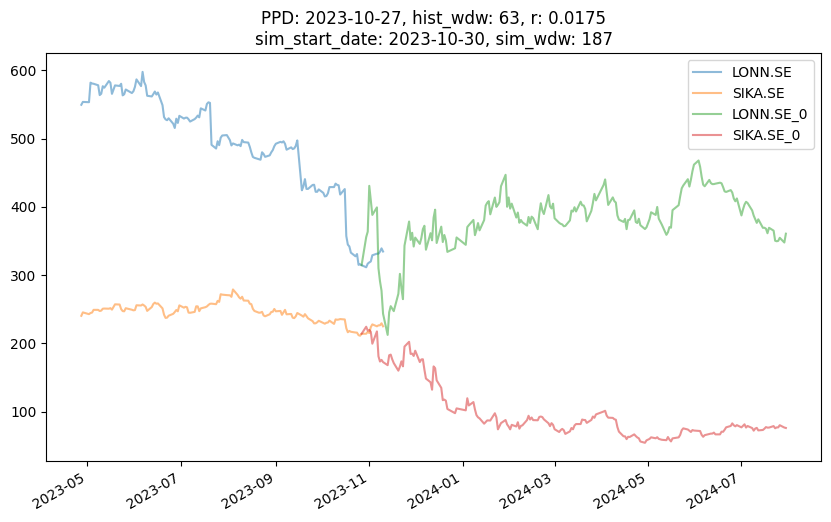 PPD: 2023-10-27, hist_wdw: 63, r: 0.0175
sim_start_date: 2023-10-30, sim_wdw: 187
LONN.SE
SIKA.SE
LONN.SE_0
SIKA.SE_0
600
500
400
300
200
100
2023-05
2023-07
2023-09
2023-11
2024-01
2024-03
2024-05
2024-07